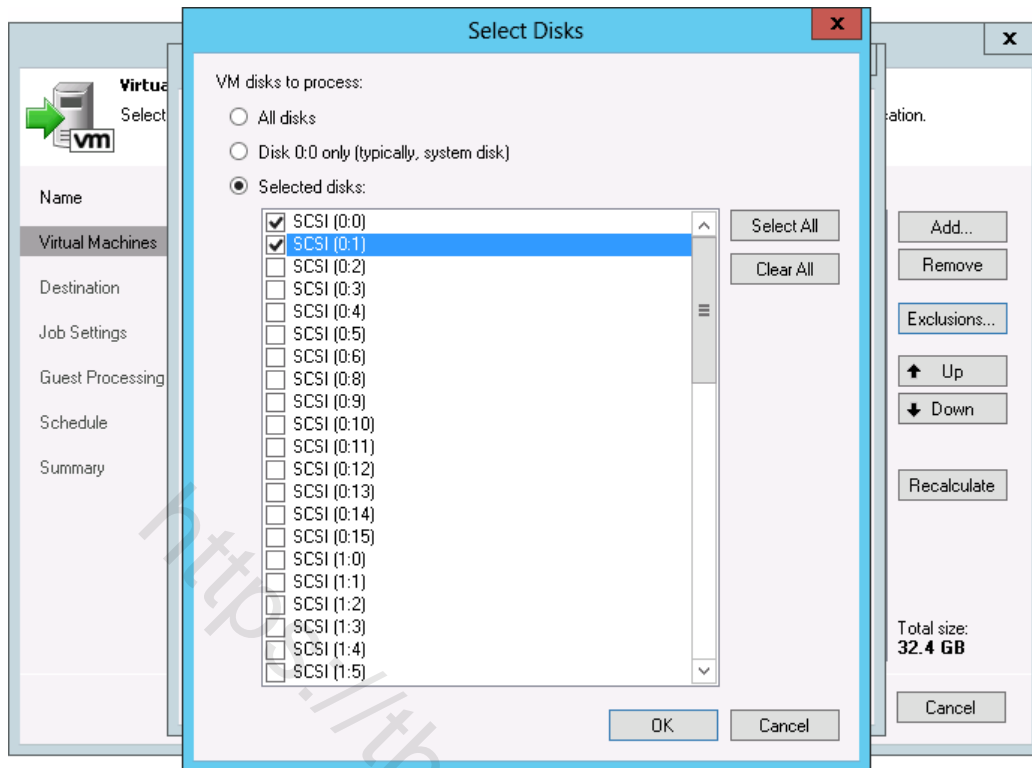 Select Disks
x
x
Virtua
Select
ation.
vm
VM disks to process:
All disks
Disk 0:0 only (typically, system disk)
Selected disks:
SCSI (0:0)
SCSI (0:1)
SCSI (0:2)
SCSI (0:3)
SCSI (0:4)
SCSI (0:5)
SCSI (0:6)
SCSI (0:8)
SCSI (0:9)
SCSI (0:10)
SCSI (0:11)
SCSI (0:12)
SCSI (0:13)
SCSI (0:14)
SCSI (0:15)
SCSI (1:0)
SCSI (1:1)
SCSI (1:2)
SCSI (1:3)
SCSI (1:4)
SCSI (1:5)
Select All
Clear All
OK
Cancel
Name
Virtual Machines
Destination
Job Settings
Guest Processing
Schedule
Summary
Add...
Remove
Exclusions...
Up
Down
Recalculate
Total size:
32.4 GB
Cancel
https://th